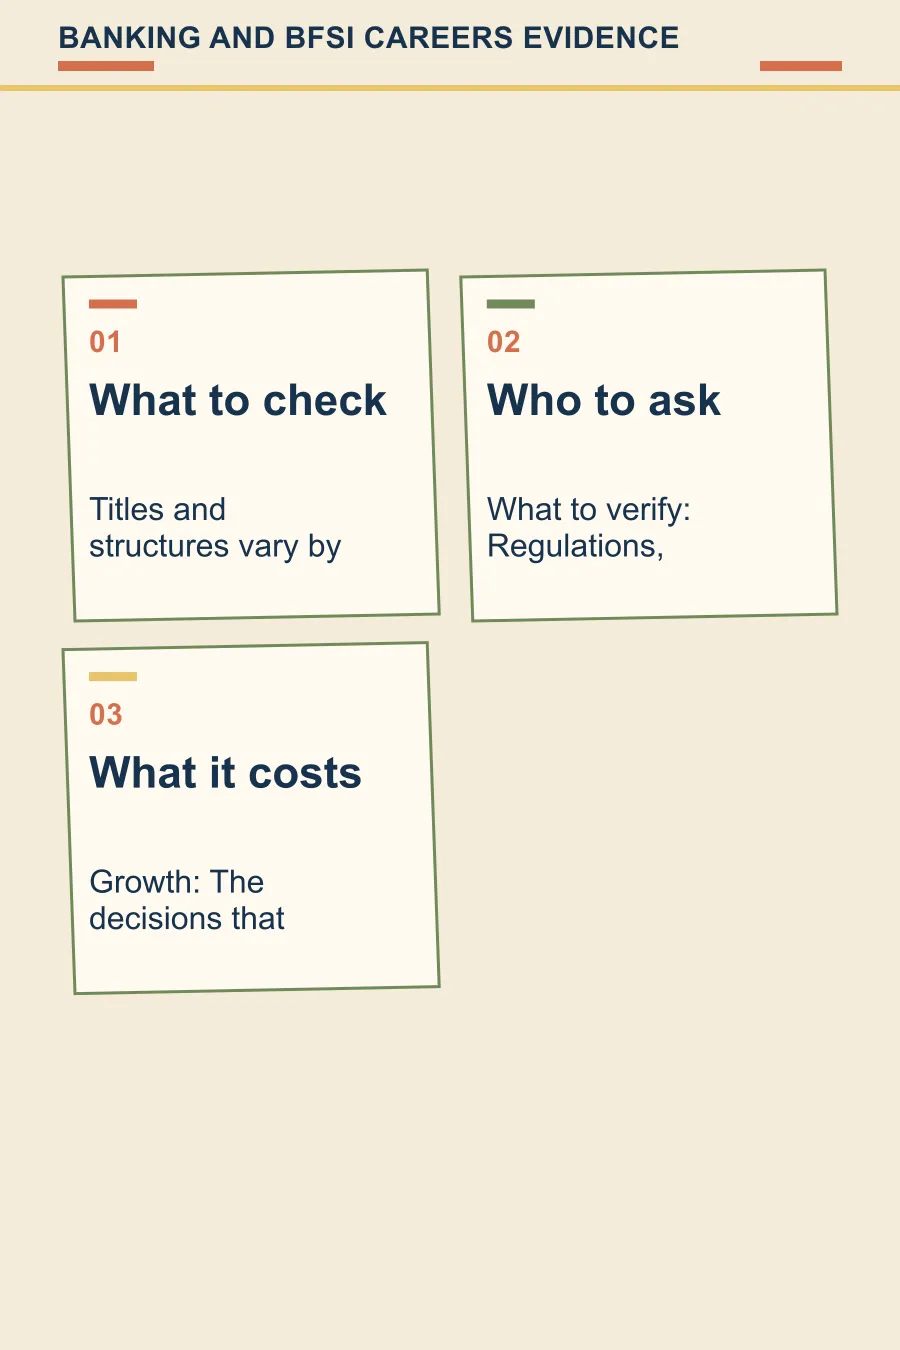 BANKING AND BFSI CAREERS EVIDENCE
01
What to check
Titles and
structures vary by
02
Who to ask
What to verify:
Regulations,
03
What it costs
Growth: The
decisions that